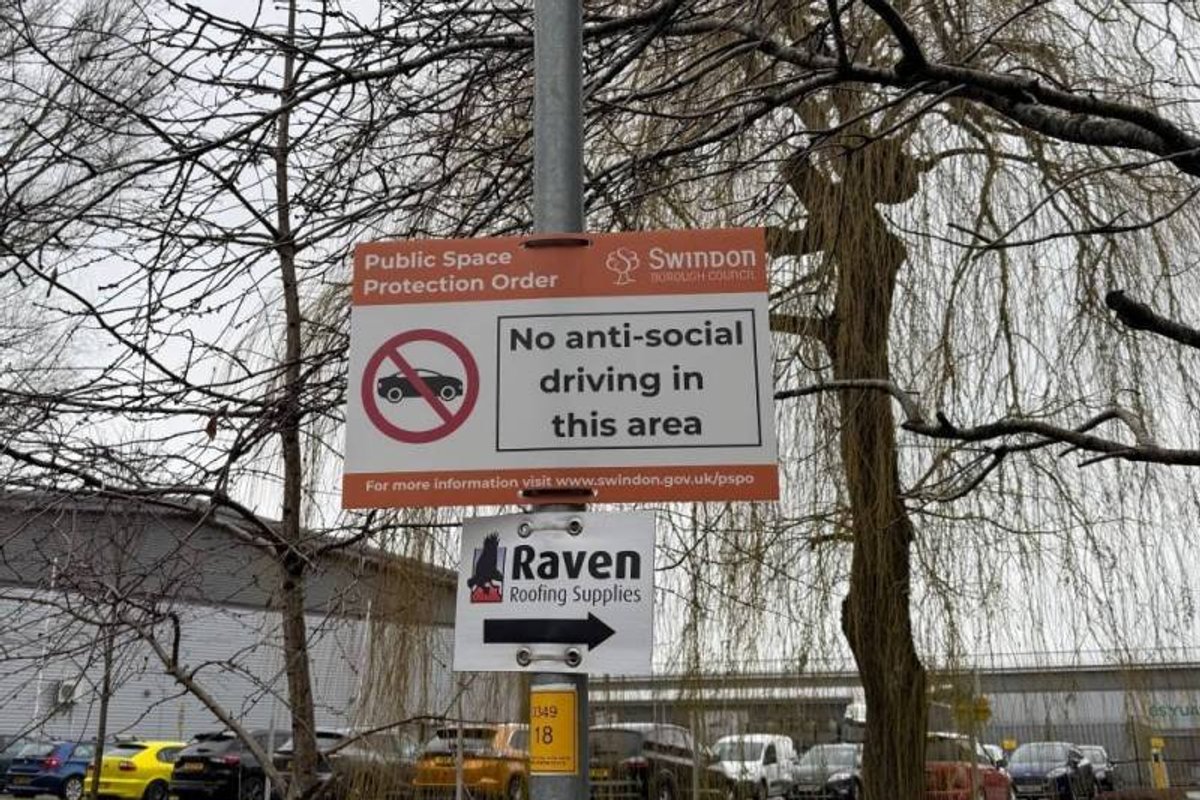 Public Space
Protection Order
SWINDON
BOROUGH COUNCIL
No anti-social
driving in
this area
For more information visit www.swindon.gov.uk/pspo
Raven
Roofing Supplies
0349
18